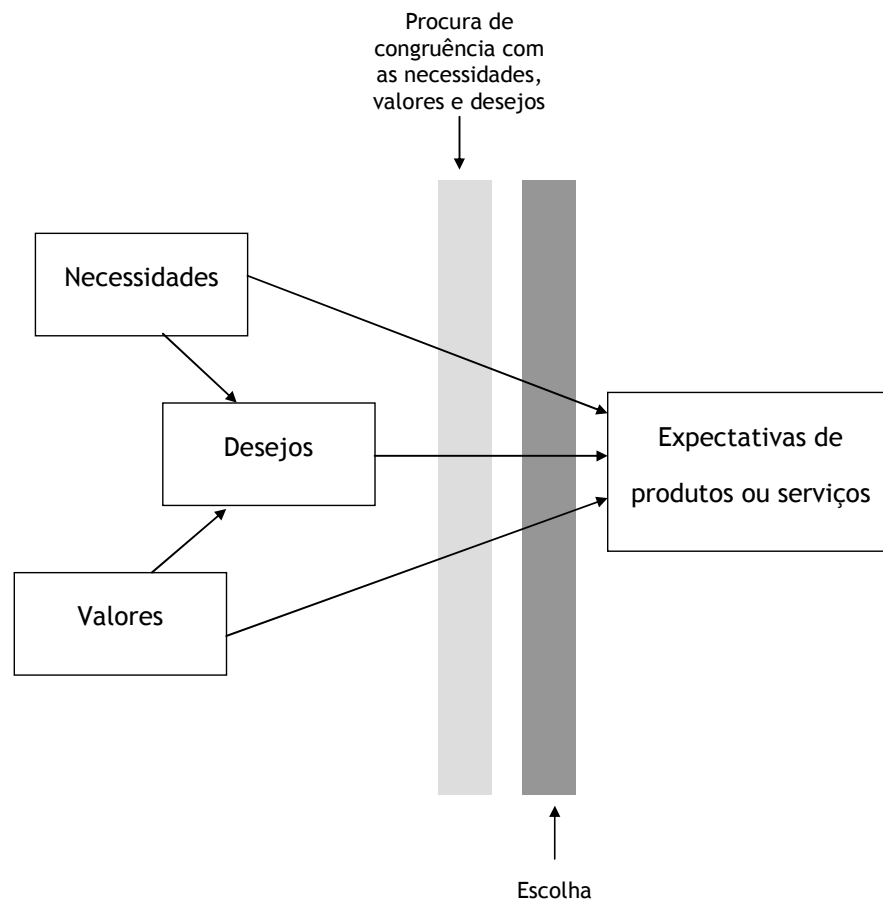 Procura de
congruência com
as necessidades,
valores e desejos
Necessidades
Desejos
Expectativas de
produtos ou serviços
Valores
Escolha